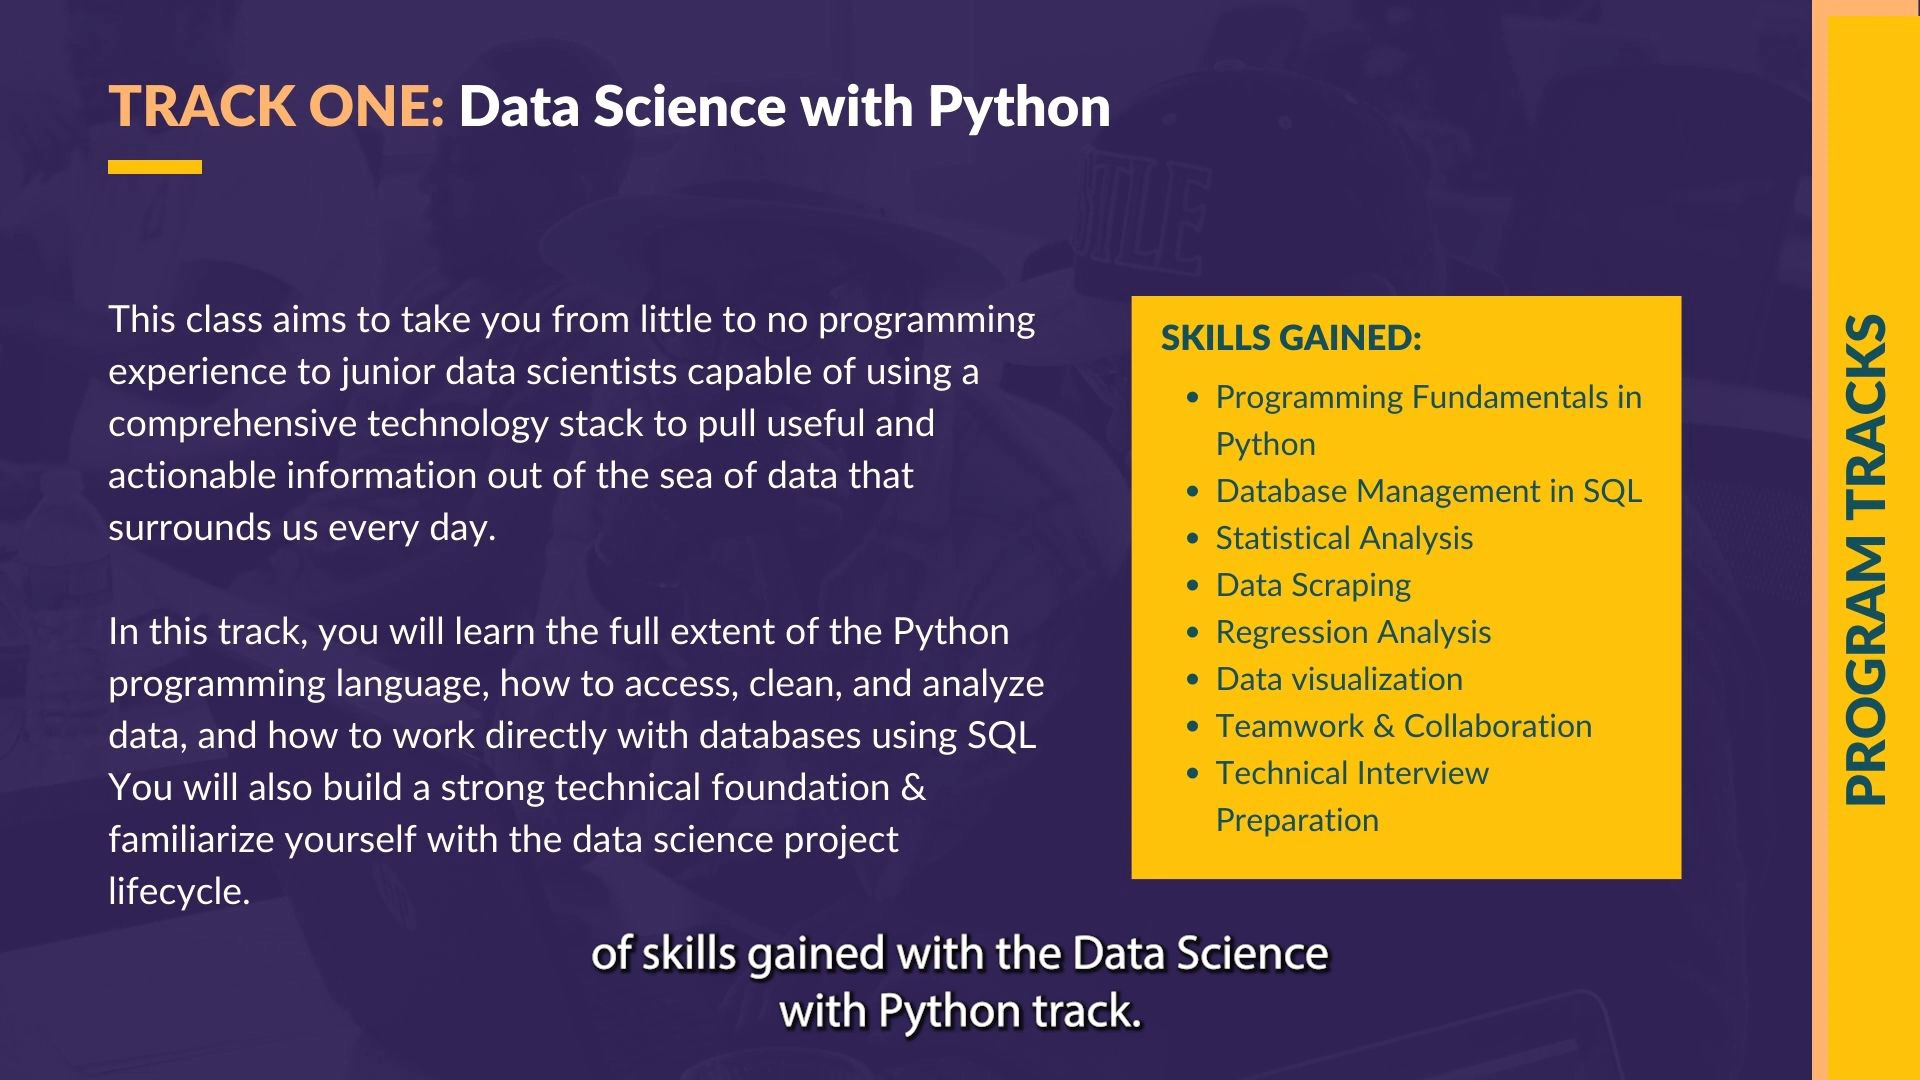 TRACK ONE: Data Science with Python
This class aims to take you from little to no programming
experience to junior data scientists capable of using a
comprehensive technology stack to pull useful and
actionable information out of the sea of data that
surrounds us every day.
In this track, you will learn the full extent of the Python
programming language, how to access, clean, and analyze
data, and how to work directly with databases using SQL
You will also build a strong technical foundation &
familiarize yourself with the data science project
lifecycle.
SKILLS GAINED:
• Programming Fundamentals in
Python
• Database Management in SQL
• Statistical Analysis
• Data Scraping
• Regression Analysis
• Data visualization
• Teamwork & Collaboration
• Technical Interview
Preparation
PROGRAM TRACKS
of skills gained with the Data Science
with Python track.